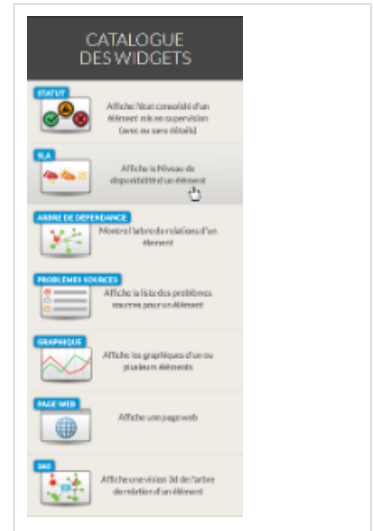 CATALOGUE
DES WIDGETS
STATUT
Affiche l'état consolidé d'un
élément mis en supervision
(avec ou sans détails)
SLA
Affiche le Niveau de
disponibilité d'un élément
ARBRE DE DÉPENDANCE
Montre l'arbre de relations d'un
élément
PROBLÈMES SOURCES
Affiche la liste des problèmes
source pour un élément
GRAPHIQUE
Affiche les graphiques d'un ou
plusieurs éléments
PAGE WEB
Affiche une page web
360
Affiche une vision 3d de l'arbre
de relation d'un élément